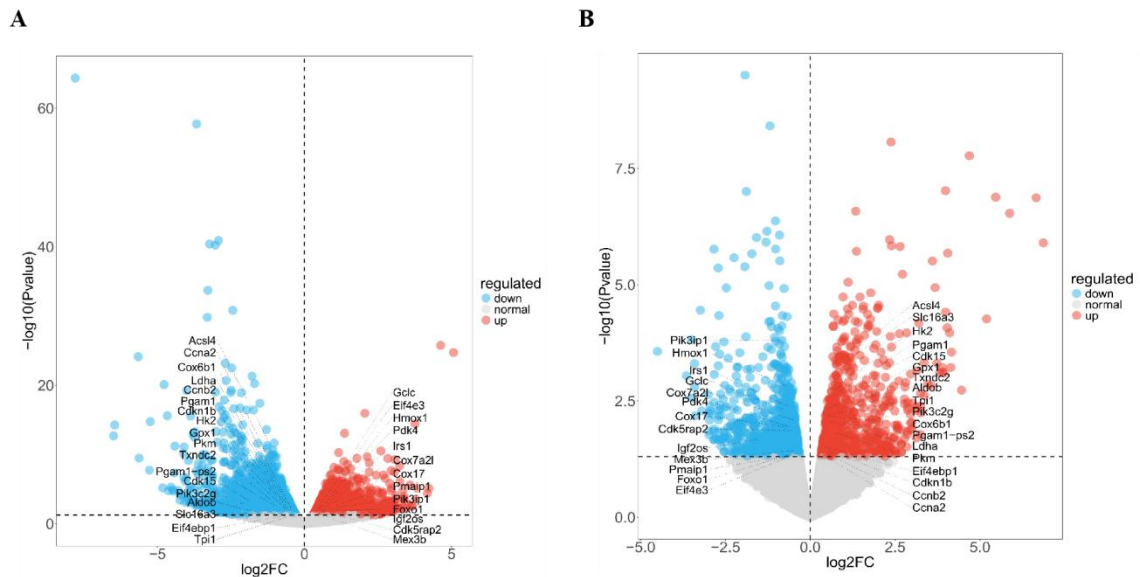 A
B
60
40
20
0
−log10(Pvalue)
−5
0
5
log2FC
regulated
down
normal
up
Acsl4
Ccna2
Cox6b1
Ldha
Ccnb2
Pgam1
Cdkn1b
Hk2
Gpx1
Pkm
Txndc2
Pgam1−ps2
Cdk15
Pik3c2g
Aldob
Slc16a3
Eif4ebp1
Tpi1
Gclc
Eif4e3
Hmox1
Pdk4
Irs1
Cox7a2l
Cox17
Pmaip1
Pik3ip1
Foxo1
Igf2os
Cdk5rap2
Mex3b
7.5
5.0
2.5
0.0
−log10(Pvalue)
−5.0
−2.5
0.0
2.5
5.0
log2FC
regulated
down
normal
up
Pik3ip1
Hmox1
Irs1
Gclc
Cox7a2l
Pdk4
Cox17
Cdk5rap2
Igf2os
Mex3b
Pmaip1
Foxo1
Eif4e3
Acsl4
Slc16a3
Hk2
Pgam1
Cdk15
Gpx1
Txndc2
Aldob
Tpi1
Pik3c2g
Cox6b1
Pgam1−ps2
Ldha
Pkm
Eif4ebp1
Cdkn1b
Ccnb2
Ccna2